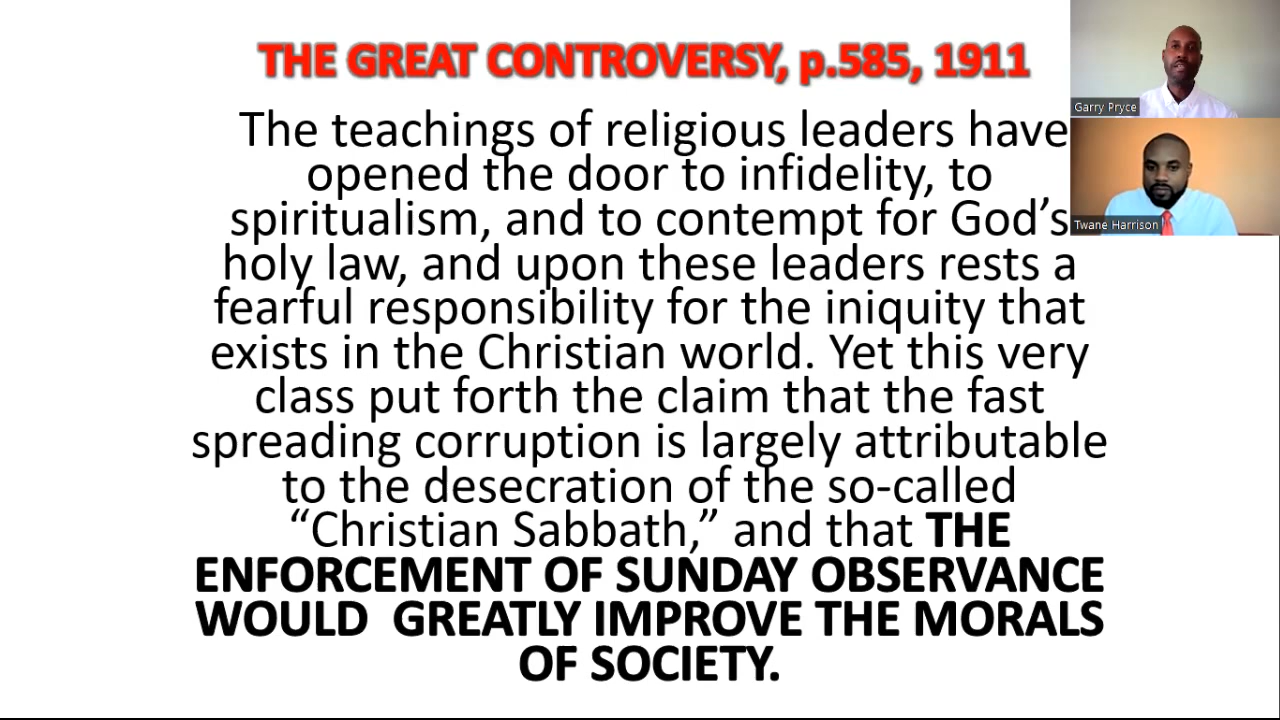 THE GREAT CONTROVERSY, p.585, 1911
The teachings of religious leaders have
opened the door to infidelity, to
spiritualism, and to contempt for God’s
holy law, and upon these leaders rests a
fearful responsibility for the iniquity that
exists in the Christian world. Yet this very
class put forth the claim that the fast
spreading corruption is largely attributable
to the desecration of the so-called
“Christian Sabbath,” and that THE
ENFORCEMENT OF SUNDAY OBSERVANCE
WOULD  GREATLY IMPROVE THE MORALS
OF SOCIETY.
Garry Pryce
Twane Harrison